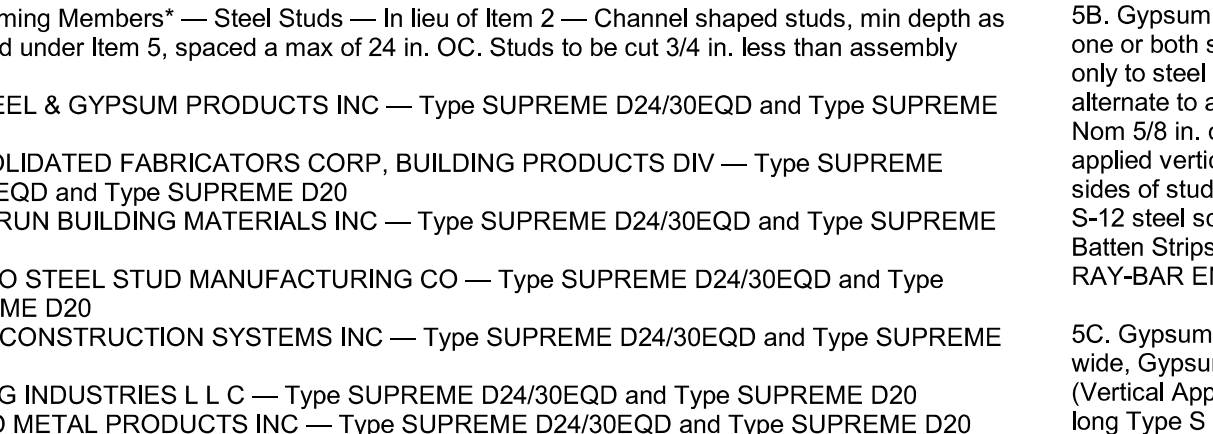 ming Members* — Steel Studs — In lieu of Item 2 — Channel shaped studs, min depth as
d under Item 5, spaced a max of 24 in. OC. Studs to be cut 3/4 in. less than assembly
EEL & GYPSUM PRODUCTS INC — Type SUPREME D24/30EQD and Type SUPREME
OLIDATED FABRICATORS CORP, BUILDING PRODUCTS DIV — Type SUPREME
EQD and Type SUPREME D20
RUN BUILDING MATERIALS INC — Type SUPREME D24/30EQD and Type SUPREME
O STEEL STUD MANUFACTURING CO — Type SUPREME D24/30EQD and Type
ME D20
CONSTRUCTION SYSTEMS INC — Type SUPREME D24/30EQD and Type SUPREME
G INDUSTRIES L L C — Type SUPREME D24/30EQD and Type SUPREME D20
METAL PRODUCTS INC — Type SUPREME D24/30EQD and Type SUPREME D20
5B. Gypsum
one or both s
only to steel
alternate to a
Nom 5/8 in.
applied vertic
sides of stud
S-12 steel sc
Batten Strips
RAY-BAR EN
5C. Gypsum
wide, Gypsu
(Vertical App
long Type S